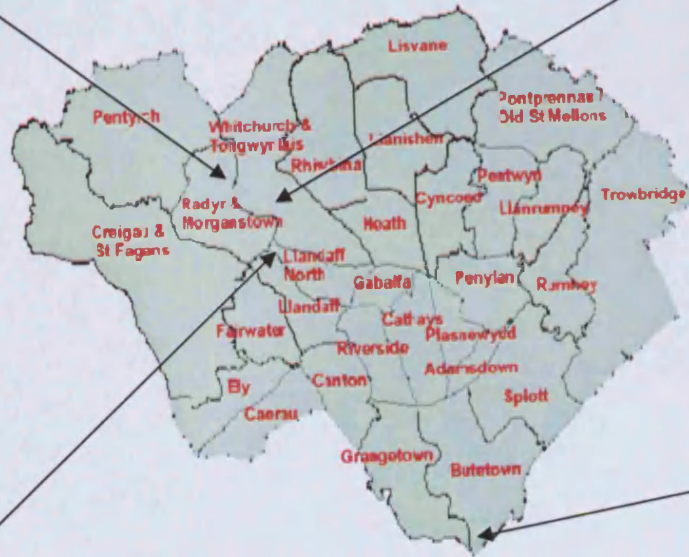 Lisvane
Pontprennau /
Old St Mellons
Pentyrch
Whitchurch &
Tongwynlais
Llanishen
Rhiwbina
Pentwyn
Trowbridge
Cyncoed
Llanrumney
Radyr &
Morganstown
Heath
Creigau &
St Fagans
Llandaff
North
Gabalfa
Penylan
Rumney
Llandaff
Cathays
Plasnewydd
Fairwater
Riverside
Adamsdown
Ely
Canton
Splott
Caerau
Grangetown
Butetown